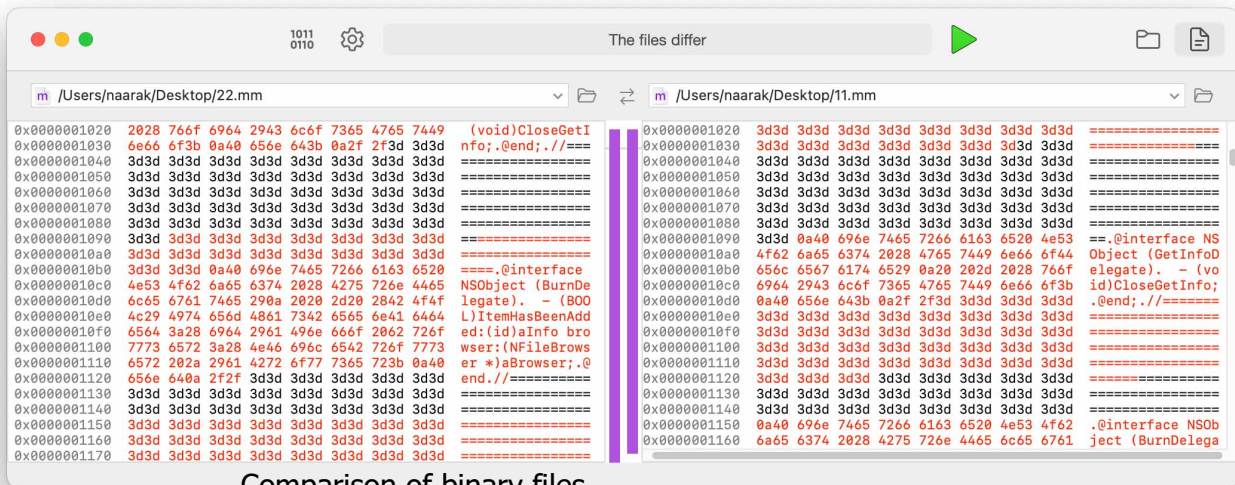 1011
0110
The files differ
m /Users/naarak/Desktop/22.mm
m /Users/naarak/Desktop/11.mm
0x0000001020 2028 766f 6964 2943 6c6f 7365 4765 7449 (void)CloseGetI
0x0000001030 6e66 6f3b 0a40 656e 643b 0a2f 2f3d 3d3d nfo;.@end;.//===
0x0000001040 3d3d 3d3d 3d3d 3d3d 3d3d 3d3d 3d3d 3d3d ================
0x0000001050 3d3d 3d3d 3d3d 3d3d 3d3d 3d3d 3d3d 3d3d ================
0x0000001060 3d3d 3d3d 3d3d 3d3d 3d3d 3d3d 3d3d 3d3d ================
0x0000001070 3d3d 3d3d 3d3d 3d3d 3d3d 3d3d 3d3d 3d3d ================
0x0000001080 3d3d 3d3d 3d3d 3d3d 3d3d 3d3d 3d3d 3d3d ================
0x0000001090 3d3d 3d3d 3d3d 3d3d 3d3d 3d3d 3d3d 3d3d ================
0x00000010a0 3d3d 3d3d 3d3d 3d3d 3d3d 3d3d 3d3d 3d3d ================
0x00000010b0 3d3d 3d3d 0a40 696e 7465 7266 6163 6520 ====.@interface
0x00000010c0 4e53 4f62 6a65 6374 2028 4275 726e 4465 NSObject (BurnDe
0x00000010d0 6c65 6761 7465 290a 2020 2d20 2842 4f4f legate). - (BOO
0x00000010e0 4c29 4974 656d 4861 7342 6565 6e41 6464 L)ItemHasBeenAdd
0x00000010f0 6564 3a28 6964 2961 496e 666f 2062 726f ed:(id)aInfo bro
0x0000001100 7773 6572 3a28 4e46 696c 6542 726f 7773 wser:(NFileBrows
0x0000001110 6572 202a 2961 4272 6f77 7365 723b 0a40 er *)aBrowser;.@
0x0000001120 656e 640a 2f2f 3d3d 3d3d 3d3d 3d3d 3d3d end.//==========
0x0000001130 3d3d 3d3d 3d3d 3d3d 3d3d 3d3d 3d3d 3d3d ================
0x0000001140 3d3d 3d3d 3d3d 3d3d 3d3d 3d3d 3d3d 3d3d ================
0x0000001150 3d3d 3d3d 3d3d 3d3d 3d3d 3d3d 3d3d 3d3d ================
0x0000001160 3d3d 3d3d 3d3d 3d3d 3d3d 3d3d 3d3d 3d3d ================
0x0000001170 3d3d 3d3d 3d3d 3d3d 3d3d 3d3d 3d3d 3d3d ================
0x0000001020 3d3d 3d3d 3d3d 3d3d 3d3d 3d3d 3d3d 3d3d ================
0x0000001030 3d3d 3d3d 3d3d 3d3d 3d3d 3d3d 3d3d 3d3d ================
0x0000001040 3d3d 3d3d 3d3d 3d3d 3d3d 3d3d 3d3d 3d3d ================
0x0000001050 3d3d 3d3d 3d3d 3d3d 3d3d 3d3d 3d3d 3d3d ================
0x0000001060 3d3d 3d3d 3d3d 3d3d 3d3d 3d3d 3d3d 3d3d ================
0x0000001070 3d3d 3d3d 3d3d 3d3d 3d3d 3d3d 3d3d 3d3d ================
0x0000001080 3d3d 3d3d 3d3d 3d3d 3d3d 3d3d 3d3d 3d3d ================
0x0000001090 3d3d 0a40 696e 7465 7266 6163 6520 4e53 ==.@interface NS
0x00000010a0 4f62 6a65 6374 2028 4765 7449 6e66 6f44 Object (GetInfoD
0x00000010b0 656c 6567 6174 6529 0a20 202d 2028 766f elegate). - (vo
0x00000010c0 6964 2943 6c6f 7365 4765 7449 6e66 6f3b id)CloseGetInfo;
0x00000010d0 0a40 656e 643b 0a2f 2f3d 3d3d 3d3d 3d3d .@end;.//=======
0x00000010e0 3d3d 3d3d 3d3d 3d3d 3d3d 3d3d 3d3d 3d3d ================
0x00000010f0 3d3d 3d3d 3d3d 3d3d 3d3d 3d3d 3d3d 3d3d ================
0x0000001100 3d3d 3d3d 3d3d 3d3d 3d3d 3d3d 3d3d 3d3d ================
0x0000001110 3d3d 3d3d 3d3d 3d3d 3d3d 3d3d 3d3d 3d3d ================
0x0000001120 3d3d 3d3d 3d3d 3d3d 3d3d 3d3d 3d3d 3d3d ================
0x0000001130 3d3d 3d3d 3d3d 3d3d 3d3d 3d3d 3d3d 3d3d ================
0x0000001140 3d3d 3d3d 3d3d 3d3d 3d3d 3d3d 3d3d 3d3d ================
0x0000001150 0a40 696e 7465 7266 6163 6520 4e53 4f62 .@interface NSOb
0x0000001160 6a65 6374 2028 4275 726e 4465 6c65 6761 ject (BurnDelega
Comparison of binary files